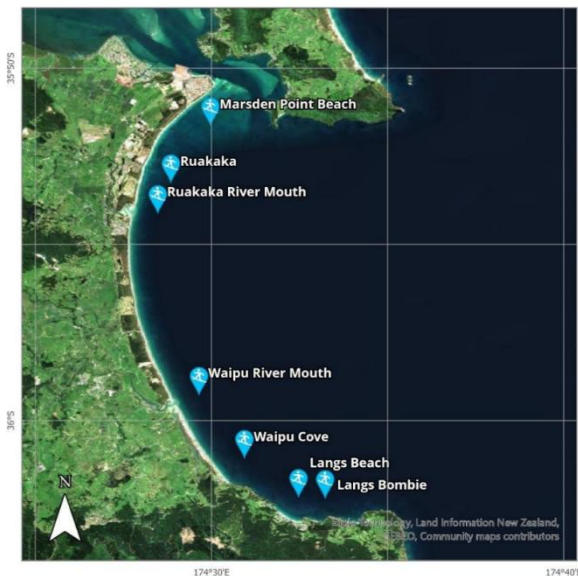 35°50'S
Marsden Point Beach
Ruakaka
Ruakaka River Mouth
Waipu River Mouth
36°S
Waipu Cove
Langs Beach
Langs Bombie
N
Land Information New Zealand,
Community maps contributors
174°30'E
174°40'E